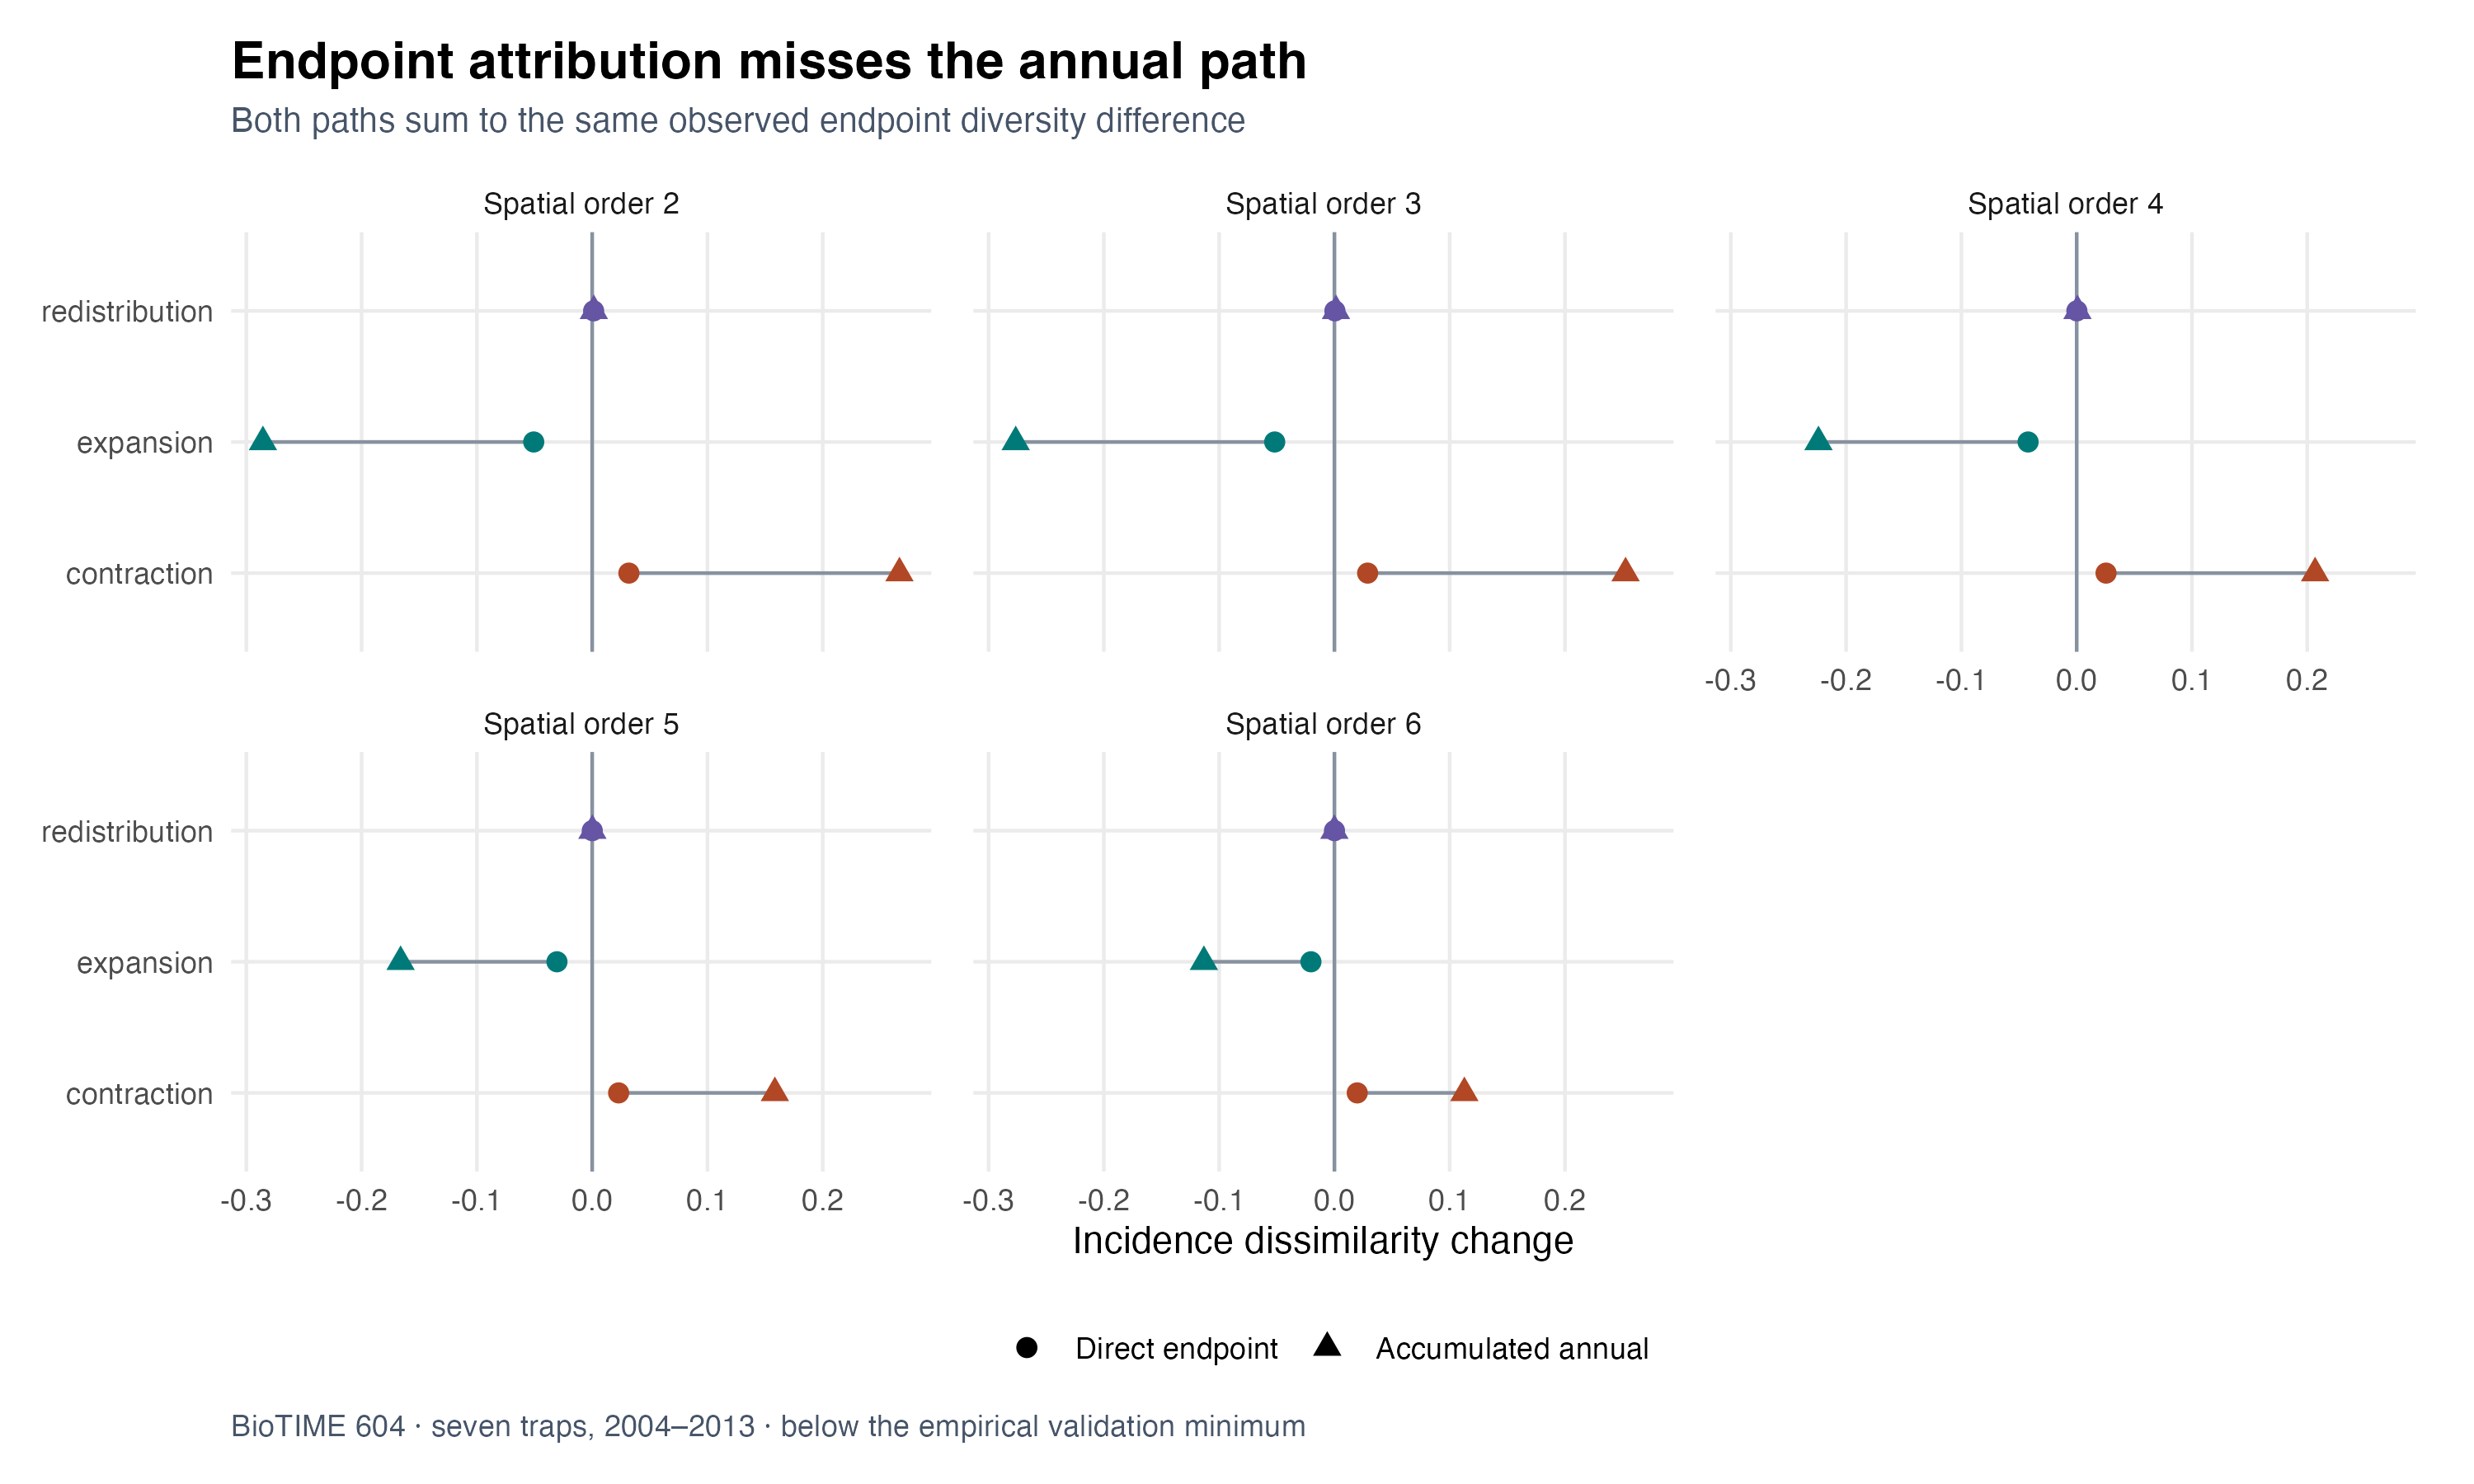 Endpoint attribution misses the annual path
Both paths sum to the same observed endpoint diversity difference
Spatial order 2
Spatial order 3
Spatial order 4
redistribution
expansion
contraction
-0.3 -0.2 -0.1 0.0 0.1 0.2
Spatial order 5
Spatial order 6
redistribution
expansion
contraction
-0.3 -0.2 -0.1 0.0 0.1 0.2
-0.3 -0.2 -0.1 0.0 0.1 0.2
Incidence dissimilarity change
Direct endpoint
Accumulated annual
BioTIME 604 · seven traps, 2004–2013 · below the empirical validation minimum